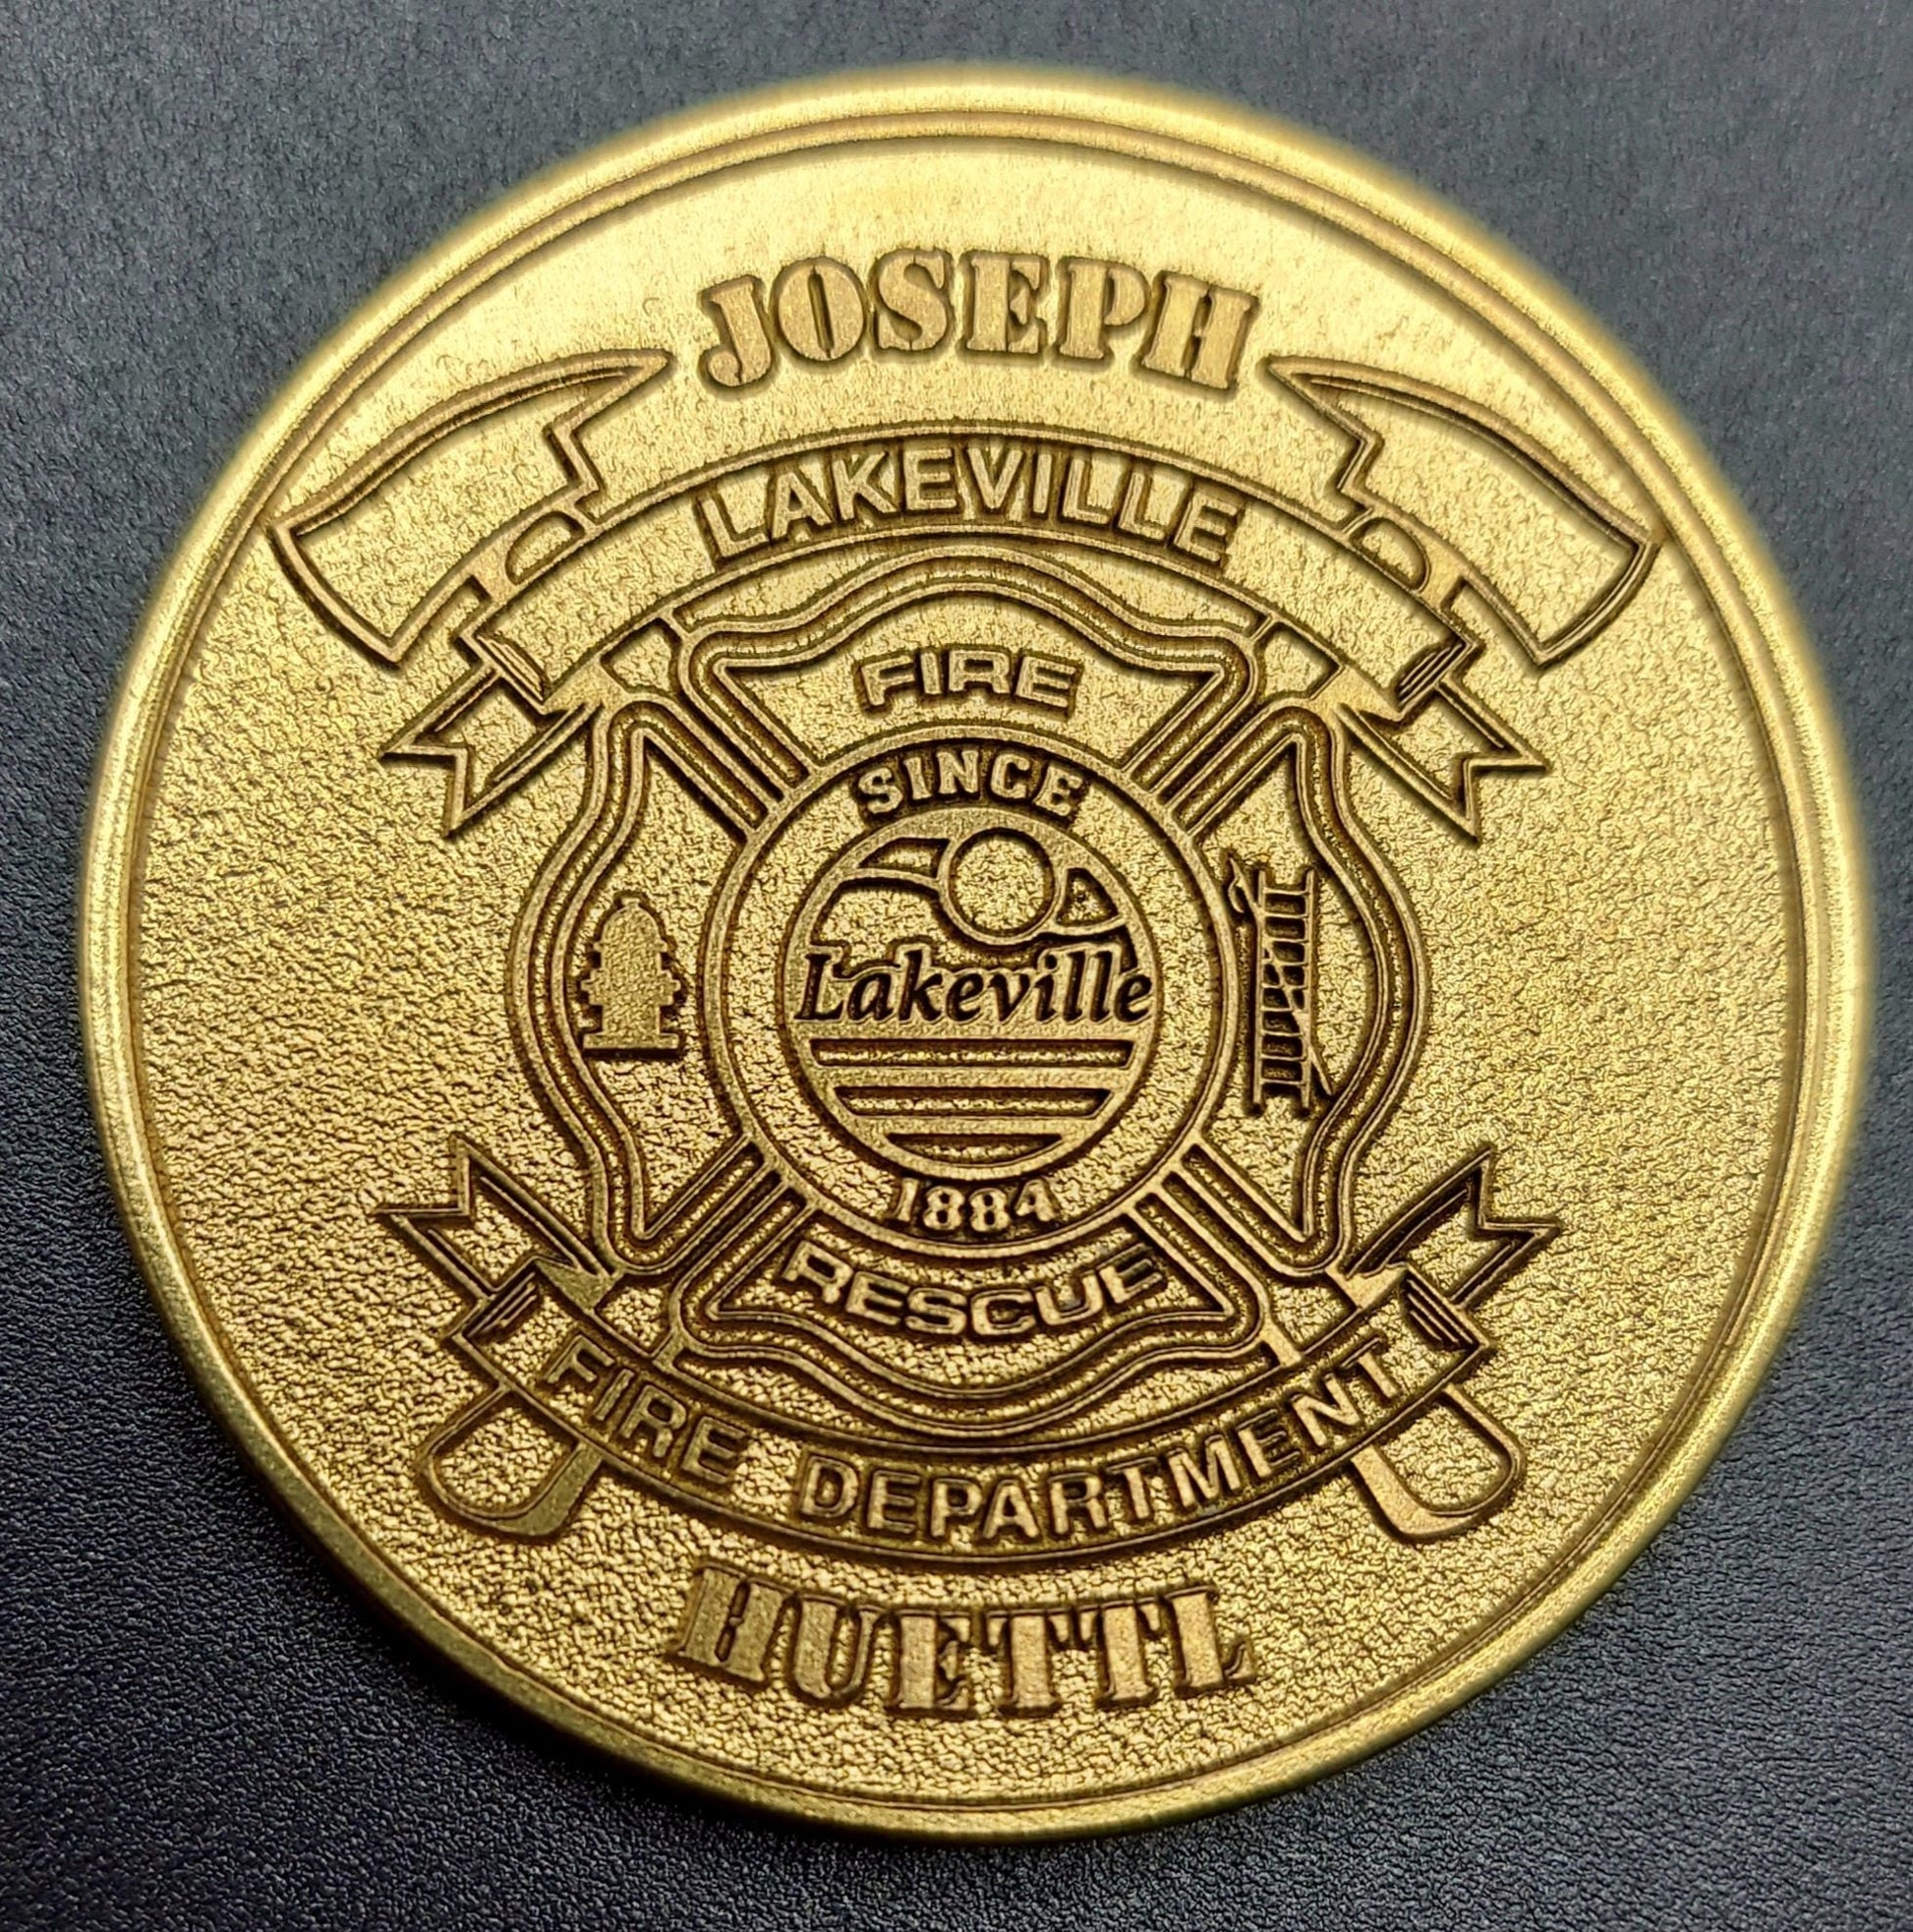 JOSEPH
LAKEVILLE
FIRE
SINCE
Lakeville
1884
RESCUE
FIRE DEPARTMENT
HUETTL